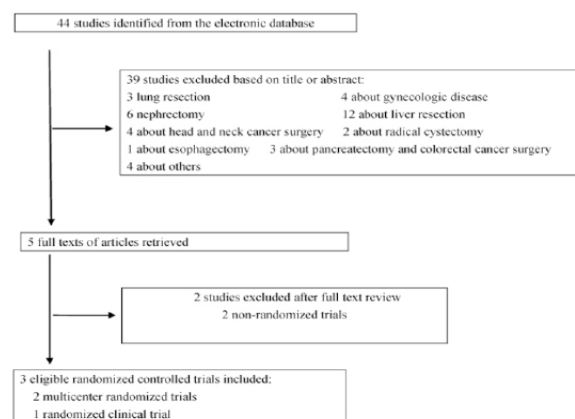 44 studies identified from the electronic database
39 studies excluded based on title or abstract:
3 lung resection 4 about gynecologic disease
6 nephrectomy 12 about liver resection
4 about head and neck cancer surgery 2 about radical cystectomy
1 about esophagectomy 3 about pancreatectomy and colorectal cancer surgery
4 about others
5 full texts of articles retrieved
2 studies excluded after full text review
2 non-randomized trials
3 eligible randomized controlled trials included:
2 multicenter randomized trials
1 randomized clinical trial